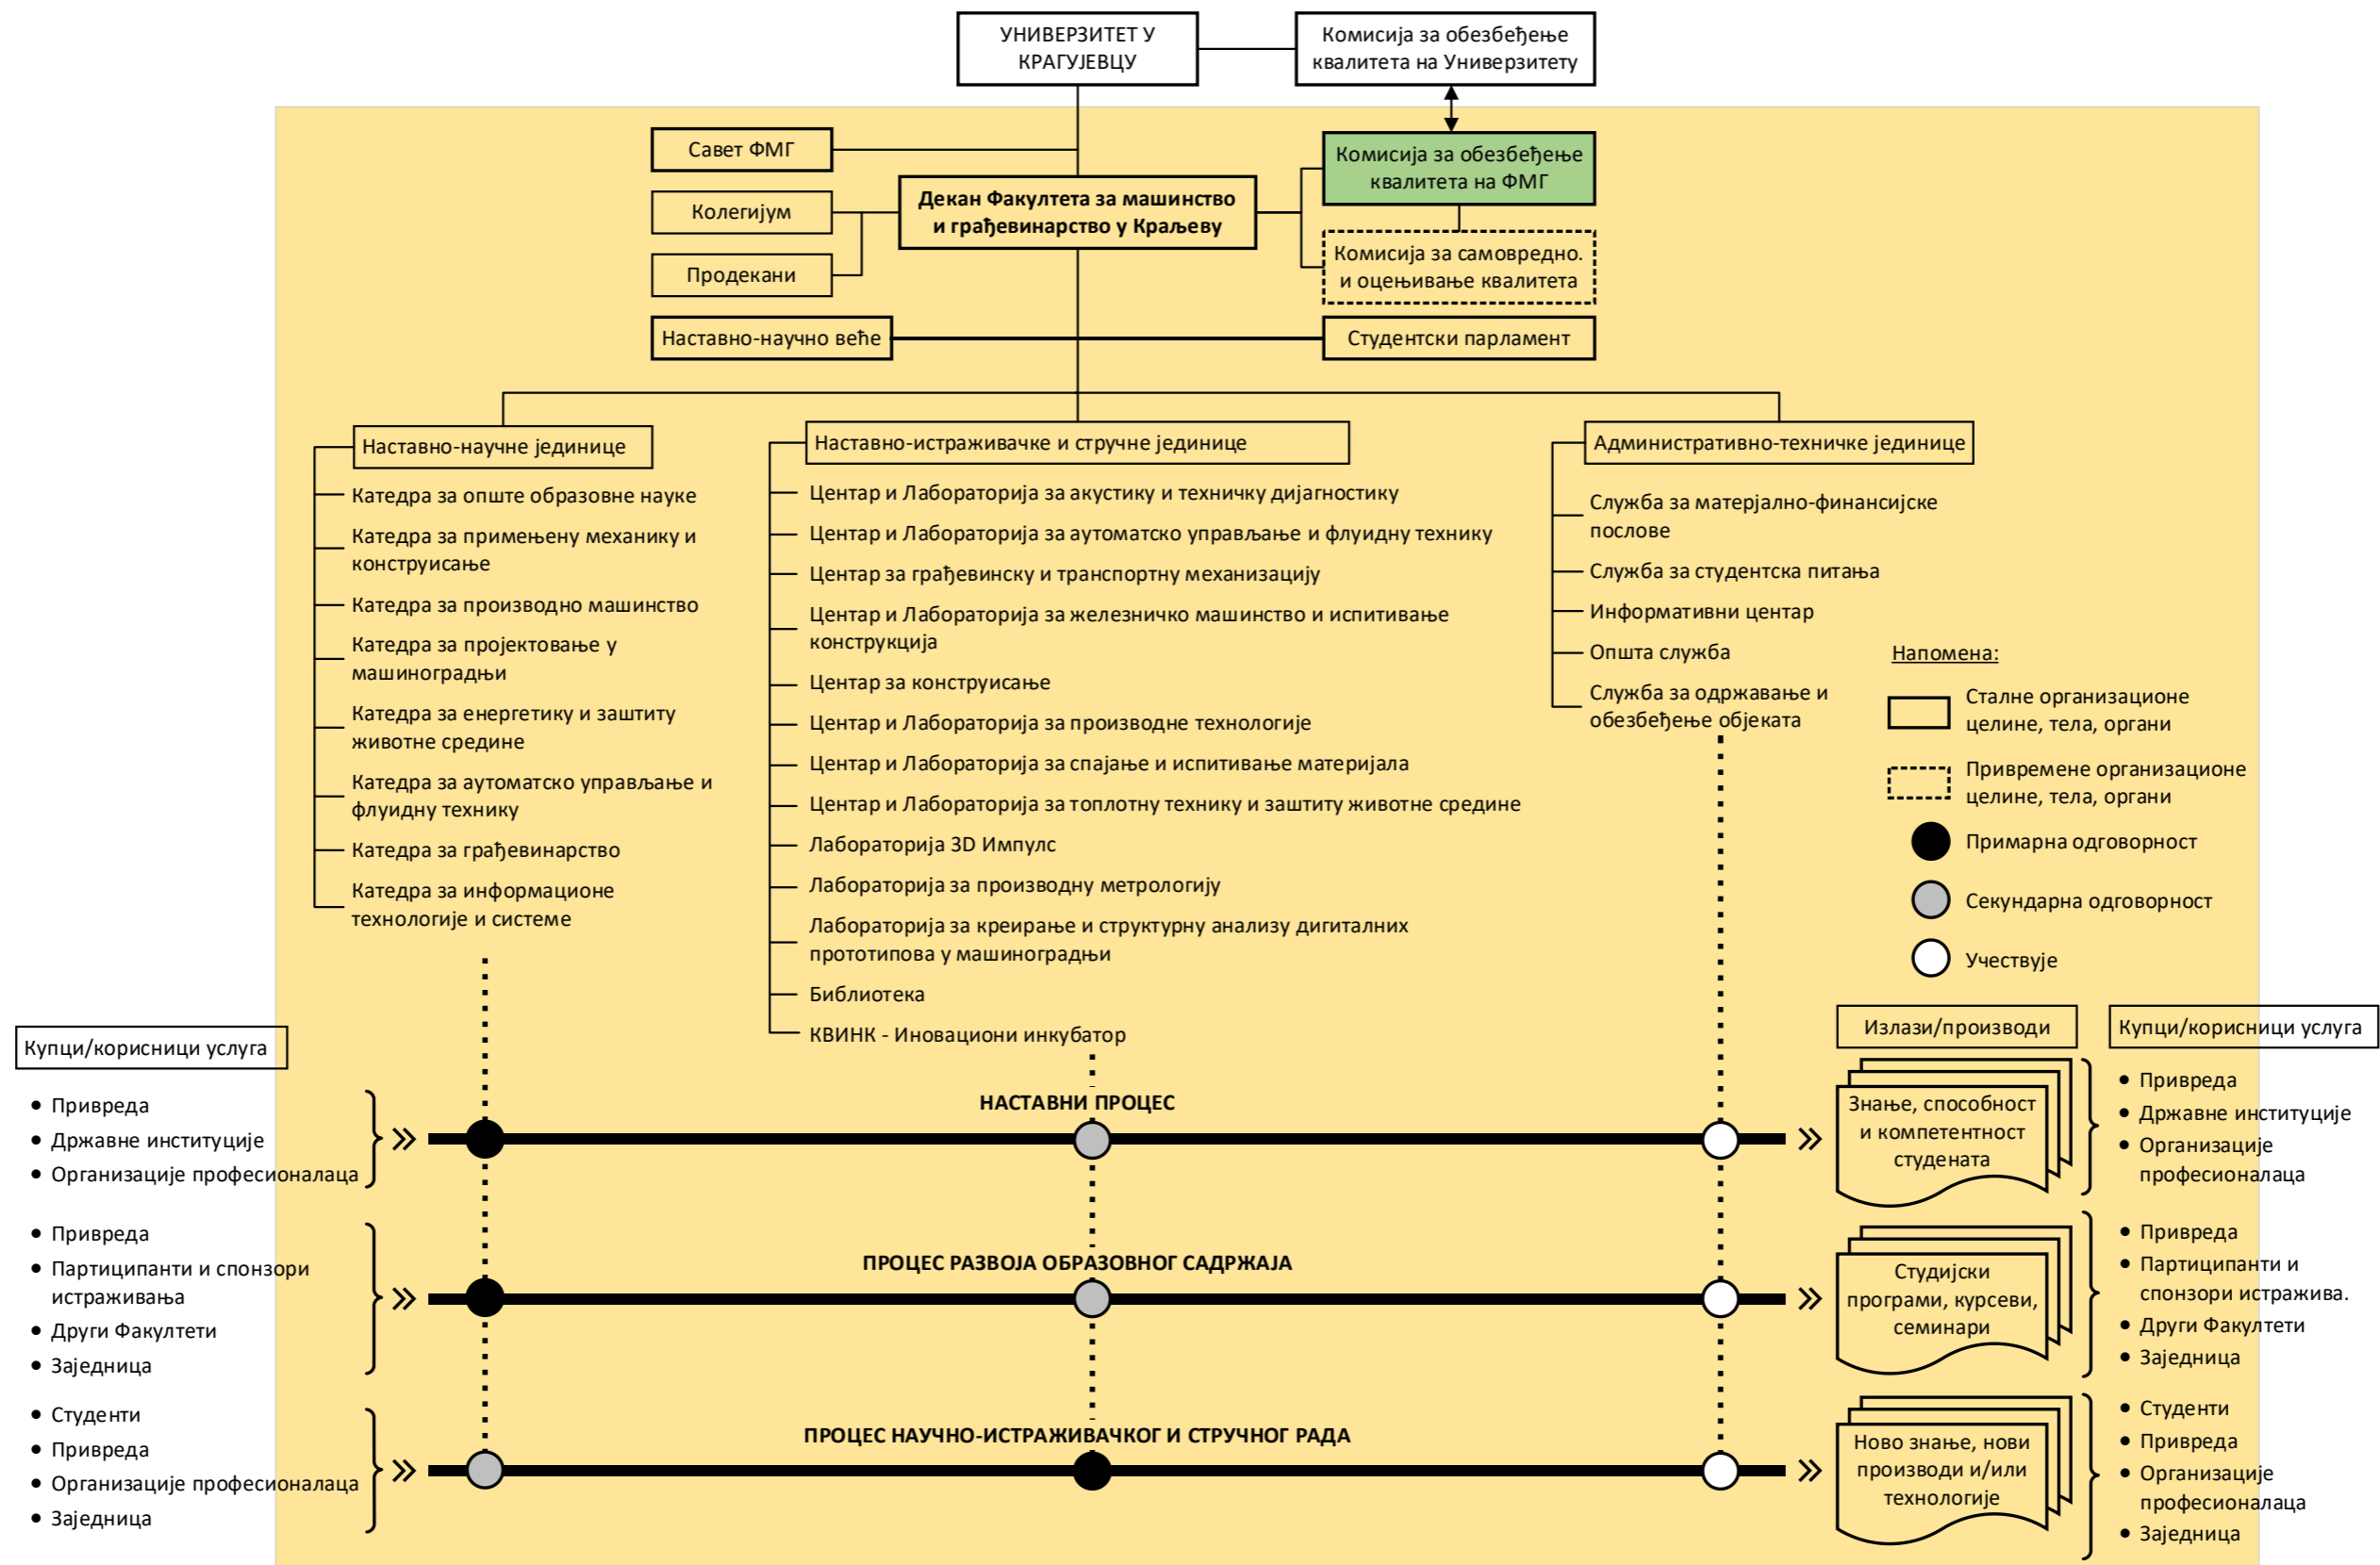 УНИВЕРЗИТЕТ У
КРАГУЈЕВЦУ
Комисија за обезбеђење
квалитета на Универзитету
Савет ФМГ
Комисија за обезбеђење
квалитета на ФМГ
Колегијум
Декан Факултета за машинство
и грађевинарство у Краљеву
Продекани
Комисија за самовредно.
и оцењивање квалитета
Наставно-научно веће
Студентски парламент
Наставно-научне јединице
Катедра за опште образовне науке
Катедра за примењену механику и
конструисање
Катедра за производно машинство
Катедра за пројектовање у
машиноградњи
Катедра за енергетику и заштиту
животне средине
Катедра за аутоматско управљање и
флуидну технику
Катедра за грађевинарство
Катедра за информационе
технологије и системе
Наставно-истраживачке и стручне јединице
Центар и Лабораторија за акустику и техничку дијагностику
Центар и Лабораторија за аутоматско управљање и флуидну технику
Центар за грађевинску и транспортну механизацију
Центар и Лабораторија за железничко машинство и испитивање
конструкција
Центар за конструисање
Центар и Лабораторија за производне технологије
Центар и Лабораторија за спајање и испитивање материјала
Центар и Лабораторија за топлотну технику и заштиту животне средине
Лабораторија 3D Импулс
Лабораторија за производну метрологију
Лабораторија за креирање и структурну анализу дигиталних
прототипова у машиноградњи
Библиотека
КВИНК - Иновациони инкубатор
Административно-техничке јединице
Служба за матерјално-финансијске
послове
Служба за студентска питања
Информативни центар
Општа служба
Служба за одржавање и
обезбеђење објеката
Напомена:
Сталне организационе
целине, тела, органи
Привремене организационе
целине, тела, органи
Примарна одговорност
Секундарна одговорност
Учествује
Купци/корисници услуга
Излази/производи
Купци/корисници услуга
• Привреда
• Државне институције
• Организације професионалаца
НАСТАВНИ ПРОЦЕС
Знање, способност
и компетентност
студената
• Привреда
• Државне институције
• Организације
професионалаца
• Привреда
• Партиципанти и спонзори
истраживања
• Други Факултети
• Заједница
ПРОЦЕС РАЗВОЈА ОБРАЗОВНОГ САДРЖАЈА
Студијски
програми, курсеви,
семинари
• Привреда
• Партиципанти и
спонзори истражива.
• Други Факултети
• Заједница
• Студенти
• Привреда
• Организације професионалаца
• Заједница
ПРОЦЕС НАУЧНО-ИСТРАЖИВАЧКОГ И СТРУЧНОГ РАДА
Ново знање, нови
производи и/или
технологије
• Студенти
• Привреда
• Организације
професионалаца
• Заједница